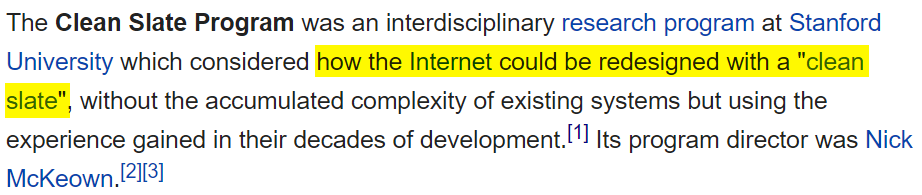 The Clean Slate Program was an interdisciplinary research program at Stanford
University which considered how the Internet could be redesigned with a "clean
slate", without the accumulated complexity of existing systems but using the
experience gained in their decades of development.[1] Its program director was Nick
McKeown.[2][3]